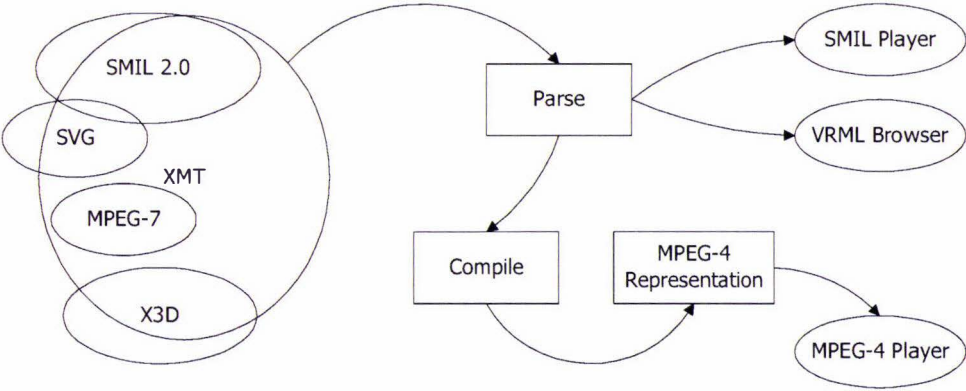 SMIL 2.0
SVG
XMT
MPEG-7
X3D
Parse
SMIL Player
VRML Browser
Compile
MPEG-4
Representation
MPEG-4 Player